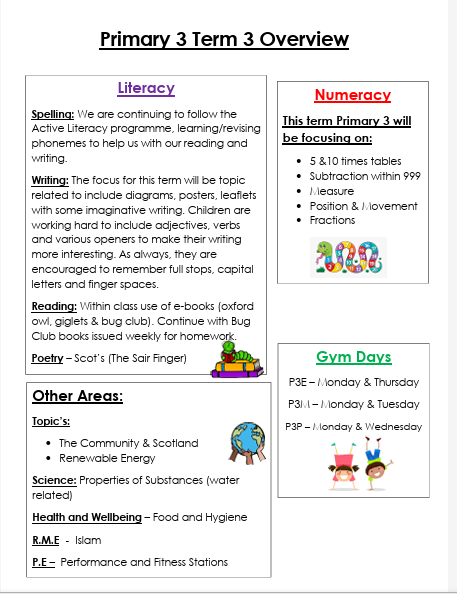 Primary 3 Term 3 Overview
Literacy
Spelling: We are continuing to follow the
Active Literacy programme, learning/revising
phonemes to help us with our reading and
writing.
Writing: The focus for this term will be topic
related to include diagrams, posters, leaflets
with some imaginative writing. Children are
working hard to include adjectives, verbs
and various openers to make their writing
more interesting. As always, they are
encouraged to remember full stops, capital
letters and finger spaces.
Reading: Within class use of e-books (oxford
owl, giglets & bug club). Continue with Bug
Club books issued weekly for homework.
Poetry – Scot's (The Sair Finger)
Numeracy
This term Primary 3 will
be focusing on:
• 5 &10 times tables
• Subtraction within 999
• Measure
• Position & Movement
• Fractions
Gym Days
P3E – Monday & Thursday
P3M – Monday & Tuesday
P3P – Monday & Wednesday
Other Areas:
Topic's:
• The Community & Scotland
• Renewable Energy
Science: Properties of Substances (water
related)
Health and Wellbeing – Food and Hygiene
R.M.E - Islam
P.E – Performance and Fitness Stations